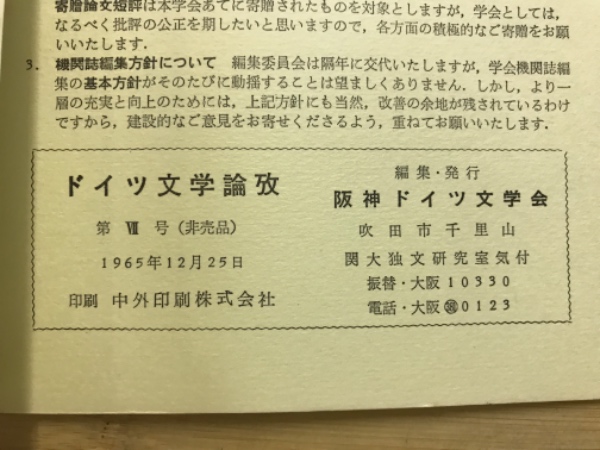 寄贈論文短評は本学会あてに寄贈されたものを対象としますが，学会としては，
なるべく批評の公正を期したいと思いますので，各方面の積極的なご寄贈をお願
いいたします．
3． 機関誌編集方針について 編集委員会は隔年に交代いたしますが，学会機関誌編
集の基本方針がそのたびに動揺することは望ましくありません．しかし，より一
層の充実と向上のためには，上記方針にも当然，改善の余地が残されているわけ
ですから，建設的なご意見をお寄せくださるよう，重ねてお願いいたします．
ドイツ文学論攷
第 Ⅶ 号（非売品）
1965年12月25日
印刷 中外印刷株式会社
編集・発行
阪神ドイツ文学会
吹田市千里山
関大独文研究室気付
振替・大阪 10330
電話・大阪 0123